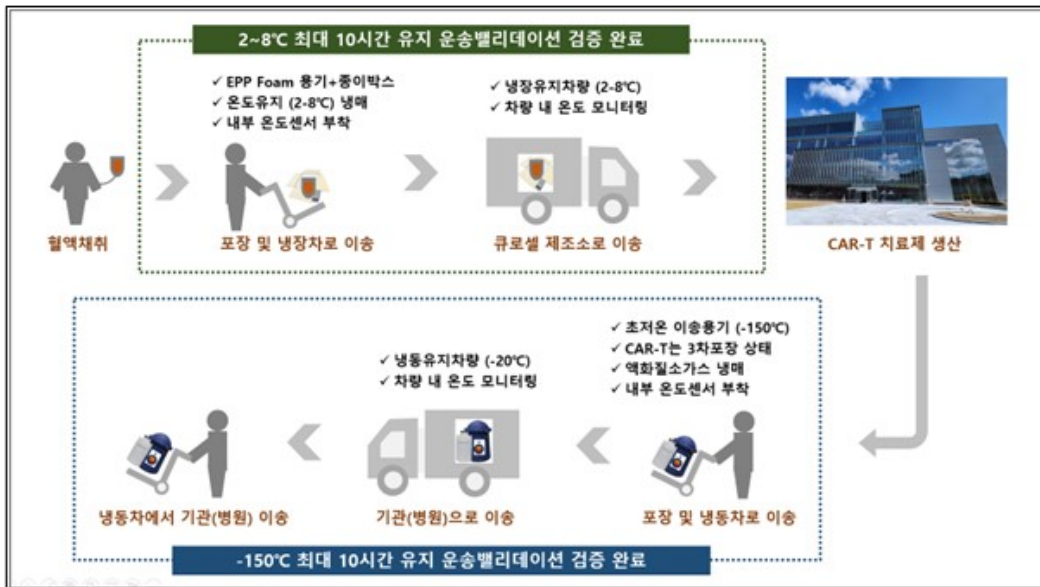 2~8℃ 최대 10시간 유지 운송밸리데이션 검증 완료
✓ EPP Foam 용기+종이박스
✓ 온도유지 (2-8℃) 냉매
✓ 내부 온도센서 부착
✓ 냉장유지차량 (2-8℃)
✓ 차량 내 온도 모니터링
혈액채취
포장 및 냉장차로 이송
큐로셀 제조소로 이송
CAR-T 치료제 생산
✓ 초저온 이송용기 (-150℃)
✓ CAR-T는 3차포장 상태
✓ 액화질소가스 냉매
✓ 내부 온도센서 부착
✓ 냉동유지차량 (-20℃)
✓ 차량 내 온도 모니터링
냉동차에서 기관(병원) 이송
기관(병원)으로 이송
포장 및 냉동차로 이송
-150℃ 최대 10시간 유지 운송밸리데이션 검증 완료